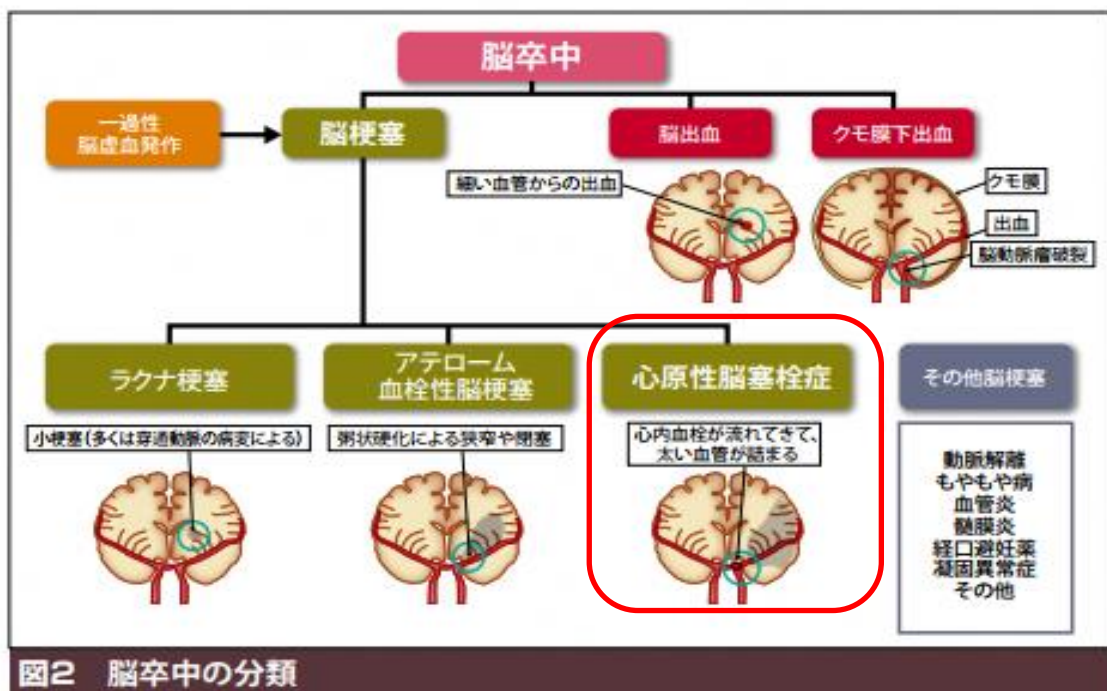 脳卒中
一過性
脳虚血発作
脳梗塞
脳出血
クモ膜下出血
細い血管からの出血
クモ膜
出血
脳動脈瘤破裂
ラクナ梗塞
アテローム
血栓性脳梗塞
心原性脳塞栓症
その他脳梗塞
小梗塞(多くは穿通動脈の病変による)
粥状硬化による狭窄や閉塞
心内血栓が流れてきて、
太い血管が詰まる
動脈解離
もやもや病
血管炎
髄膜炎
経口避妊薬
凝固異常症
その他
図2 脳卒中の分類